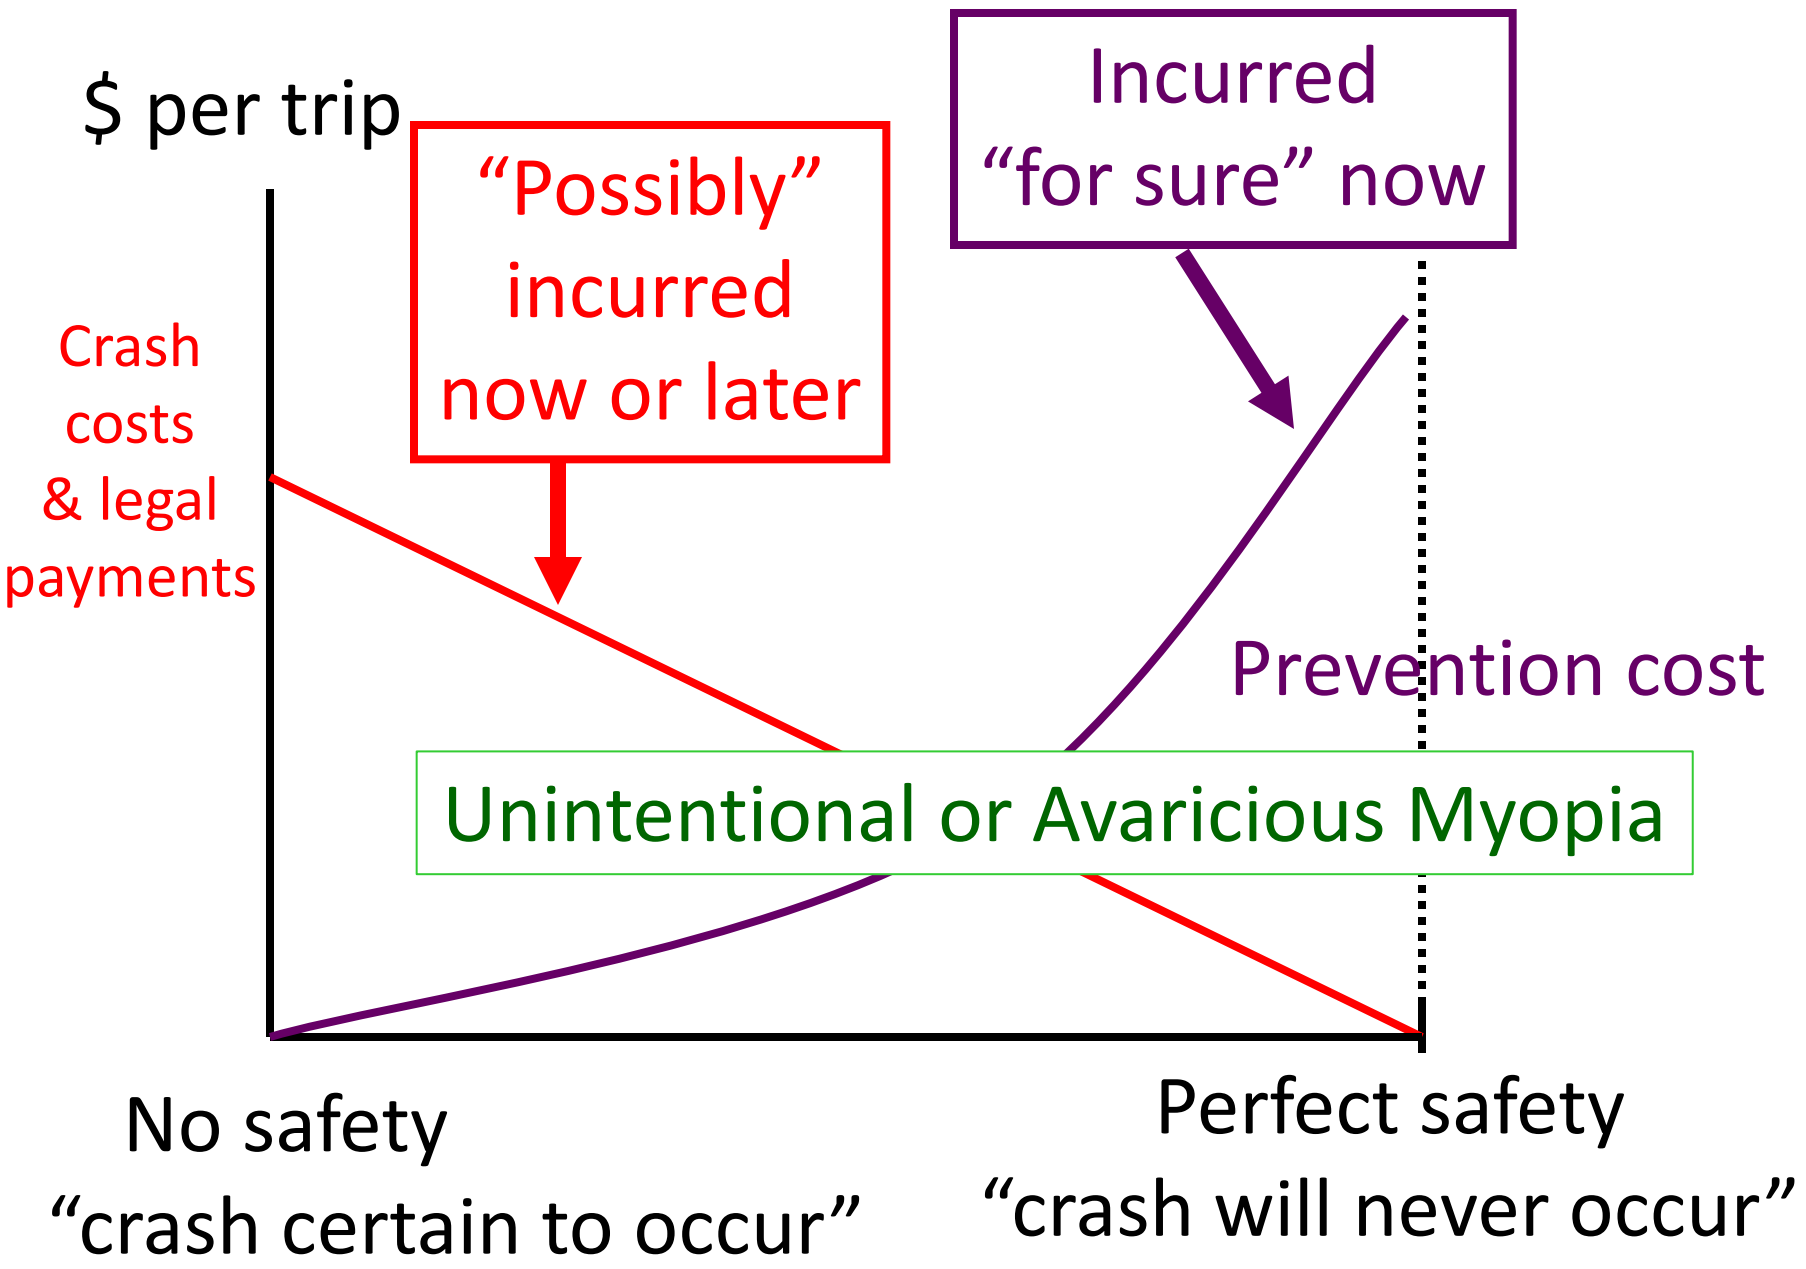 $ per trip
Incurred
“for sure” now
“Possibly”
incurred
now or later
Crash
costs
& legal
payments
Prevention cost
Unintentional or Avaricious Myopia
No safety
“crash certain to occur”
Perfect safety
“crash will never occur”